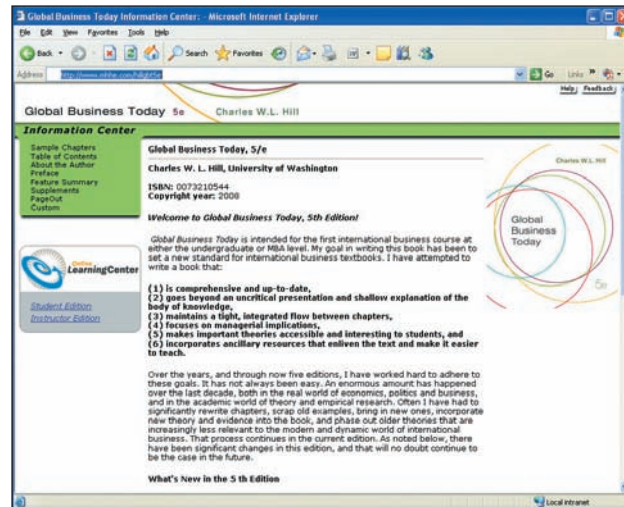 Global Business Today Information Center: - Microsoft Internet Explorer
File Edit View Favorites Tools Help
Back Search Favorites
Address http://www.mhhe.com/hillgbt5e Go Links
Help Feedback
Global Business Today 5e Charles W.L. Hill
Information Center
Sample Chapters
Table of Contents
About the Author
Preface
Feature Summary
Supplements
PageOut
Custom
Online
LearningCenter
Student Edition
Instructor Edition
Global Business Today, 5/e
Charles W. L. Hill, University of Washington
ISBN: 0073210544
Copyright year: 2008
Welcome to Global Business Today, 5th Edition!
Global Business Today is intended for the first international business course at
either the undergraduate or MBA level. My goal in writing this book has been to
set a new standard for international business textbooks. I have attempted to
write a book that:
(1) is comprehensive and up-to-date,
(2) goes beyond an uncritical presentation and shallow explanation of the
body of knowledge,
(3) maintains a tight, integrated flow between chapters,
(4) focuses on managerial implications,
(5) makes important theories accessible and interesting to students, and
(6) incorporates ancillary resources that enliven the text and make it easier
to teach.
Over the years, and through now five editions, I have worked hard to adhere to
these goals. It has not always been easy. An enormous amount has happened
over the last decade, both in the real world of economics, politics and business,
and in the academic world of theory and empirical research. Often I have had to
significantly rewrite chapters, scrap old examples, bring in new ones, incorporate
new theory and evidence into the book, and phase out older theories that are
increasingly less relevant to the modern and dynamic world of international
business. That process continues in the current edition. As noted below, there
have been significant changes in this edition, and that will no doubt continue to
be the case in the future.
What's New in the 5 th Edition
Charles W.L. Hill
Global
Business
Today
5e
Local intranet